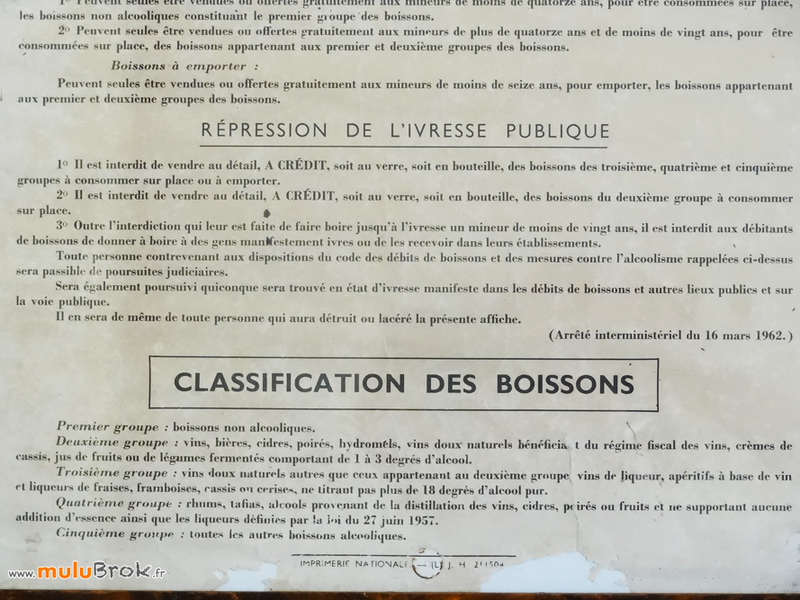 1º Peuvent seules être vendues ou offertes gratuitement aux mineurs de moins de quatorze ans, pour être consommées sur place,
les boissons non alcooliques constituant le premier groupe des boissons.
2º Peuvent seules être vendues ou offertes gratuitement aux mineurs de plus de quatorze ans et de moins de vingt ans, pour être
consommées sur place, des boissons appartenant aux premier et deuxième groupes des boissons.
Boissons à emporter :
Peuvent seules être vendues ou offertes gratuitement aux mineurs de moins de seize ans, pour emporter, les boissons appartenant
aux premier et deuxième groupes des boissons.
RÉPRESSION DE L'IVRESSE PUBLIQUE
1º Il est interdit de vendre au détail, A CRÉDIT, soit au verre, soit en bouteille, des boissons des troisième, quatrième et cinquième
groupes à consommer sur place ou à emporter.
2º Il est interdit de vendre au détail, A CRÉDIT, soit au verre, soit en bouteille, des boissons du deuxième groupe à consommer
sur place.
3º Outre l'interdiction qui leur est faite de faire boire jusqu'à l'ivresse un mineur de moins de vingt ans, il est interdit aux débitants
de boissons de donner à boire à des gens manifestement ivres ou de les recevoir dans leurs établissements.
Toute personne contrevenant aux dispositions du code des débits de boissons et des mesures contre l'alcoolisme rappelées ci-dessus
sera passible de poursuites judiciaires.
Sera également poursuivi quiconque sera trouvé en état d'ivresse manifeste dans les débits de boissons et autres lieux publics et sur
la voie publique.
Il en sera de même de toute personne qui aura détruit ou lacéré la présente affiche.
(Arrêté interministériel du 16 mars 1962.)
CLASSIFICATION DES BOISSONS
Premier groupe : boissons non alcooliques.
Deuxième groupe : vins, bières, cidres, poirés, hydromels, vins doux naturels bénéficia t du régime fiscal des vins, crèmes de
cassis, jus de fruits ou de légumes fermentés comportant de 1 à 3 degrés d'alcool.
Troisième groupe : vins doux naturels autres que ceux appartenant au deuxième groupe, vins de liqueur, apéritifs à base de vin
et liqueurs de fraises, framboises, cassis ou cerises, ne titrant pas plus de 18 degrés d'alcool pur.
Quatrième groupe : rhums, tafias, alcools provenant de la distillation des vins, cidres, poirés ou fruits et ne supportant aucune
addition d'essence ainsi que les liqueurs définies par la loi du 27 juin 1957.
Cinquième groupe : toutes les autres boissons alcooliques.
IMPRIMERIE NATIONALE — (L) J. H
www.muluBrok.fr